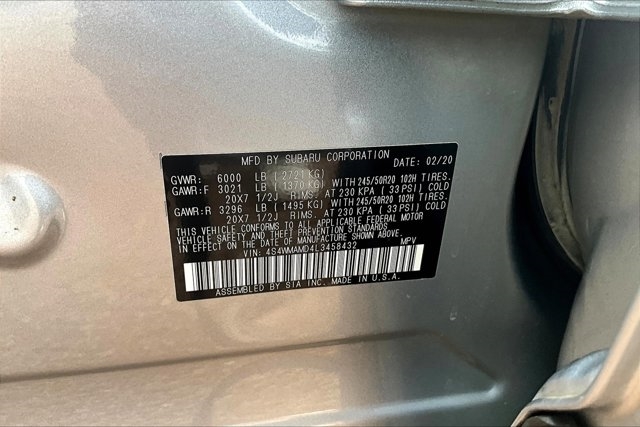 MFD BY SUBARU CORPORATION DATE: 02/20
GVWR: 6000 LB ( 2721 KG)
GAWR:F 3021 LB ( 1370 KG) WITH 245/50R20 102H TIRES.
20X7 1/2J RIMS. AT 230 KPA ( 33 PSI) COLD
GAWR:R 3296 LB ( 1495 KG) WITH 245/50R20 102H TIRES.
20X7 1/2J RIMS. AT 230 KPA ( 33 PSI) COLD
THIS VEHICLE CONFORMS TO ALL APPLICABLE FEDERAL MOTOR
VEHICLE SAFETY AND THEFT PREVENTION STANDARDS
IN EFFECT ON THE DATE OF MANUFACTURE SHOWN ABOVE.
VIN: 4S4WMAMD4L3458432 MPV
ASSEMBLED BY SIA INC. MADE IN U.S.A.